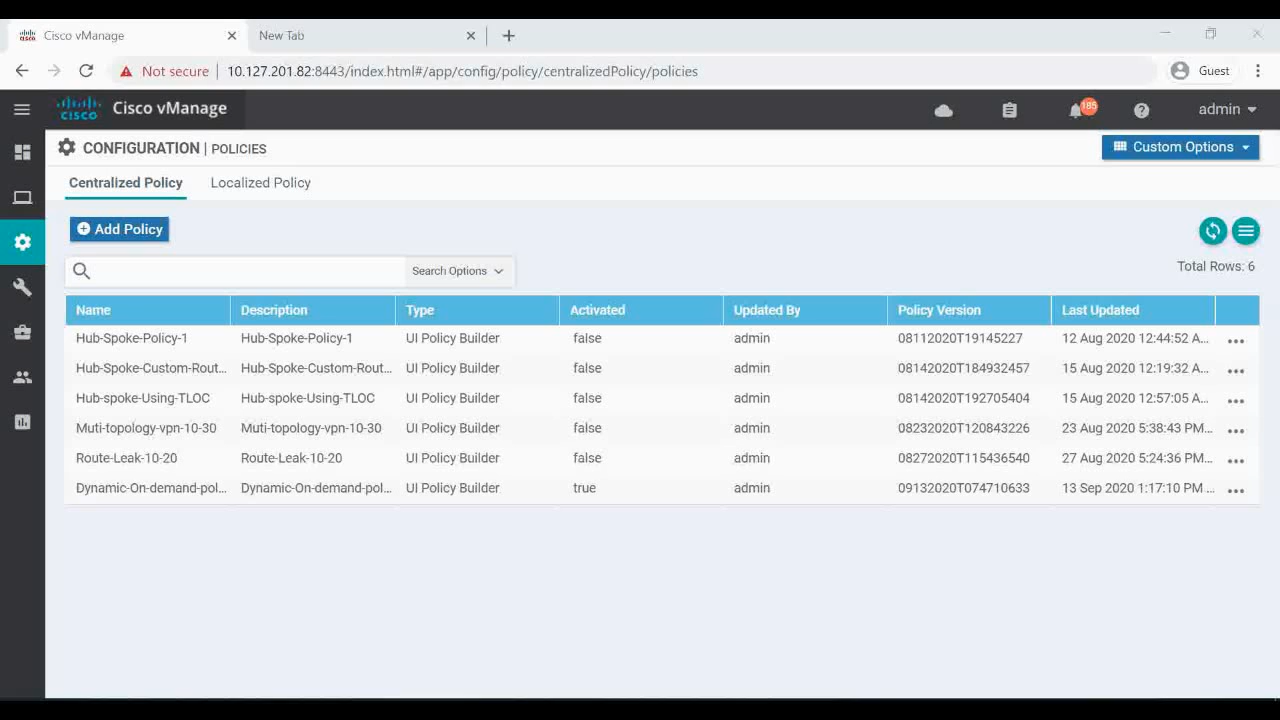 Cisco vManage
New Tab
Not secure
10.127.201.82:8443/index.html#/app/config/policy/centralizedPolicy/policies
Guest
cisco
Cisco vManage
185
admin
CONFIGURATION | POLICIES
Custom Options
Centralized Policy Localized Policy
Add Policy
Search Options
Total Rows: 6
Name Description Type Activated Updated By Policy Version Last Updated
Hub-Spoke-Policy-1 Hub-Spoke-Policy-1 UI Policy Builder false admin 08112020T19145227 12 Aug 2020 12:44:52 A...
Hub-Spoke-Custom-Rout... Hub-Spoke-Custom-Rout... UI Policy Builder false admin 08142020T184932457 15 Aug 2020 12:19:32 A...
Hub-spoke-Using-TLOC Hub-spoke-Using-TLOC UI Policy Builder false admin 08142020T192705404 15 Aug 2020 12:57:05 A...
Muti-topology-vpn-10-30 Muti-topology-vpn-10-30 UI Policy Builder false admin 08232020T120843226 23 Aug 2020 5:38:43 PM...
Route-Leak-10-20 Route-Leak-10-20 UI Policy Builder false admin 08272020T115436540 27 Aug 2020 5:24:36 PM...
Dynamic-On-demand-pol... Dynamic-On-demand-pol... UI Policy Builder true admin 09132020T074710633 13 Sep 2020 1:17:10 PM ...